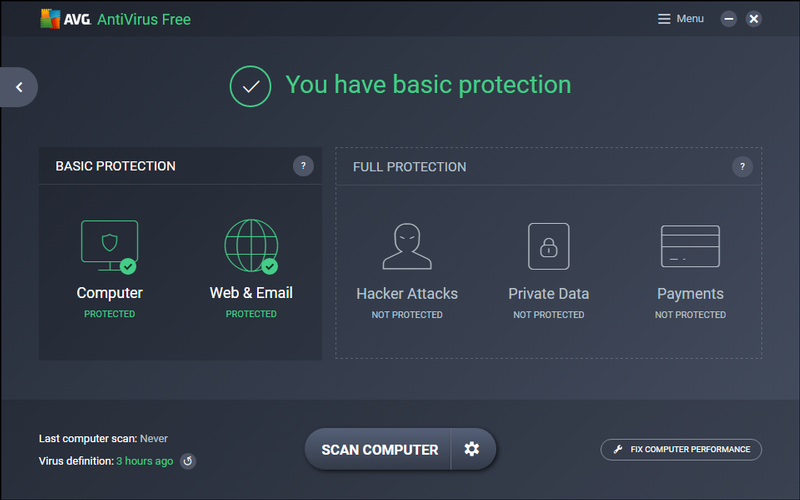 AVG AntiVirus Free
Menu
You have basic protection
BASIC PROTECTION
?
FULL PROTECTION
?
Computer
PROTECTED
Web & Email
PROTECTED
Hacker Attacks
NOT PROTECTED
Private Data
NOT PROTECTED
Payments
NOT PROTECTED
Last computer scan: Never
Virus definition: 3 hours ago
SCAN COMPUTER
FIX COMPUTER PERFORMANCE